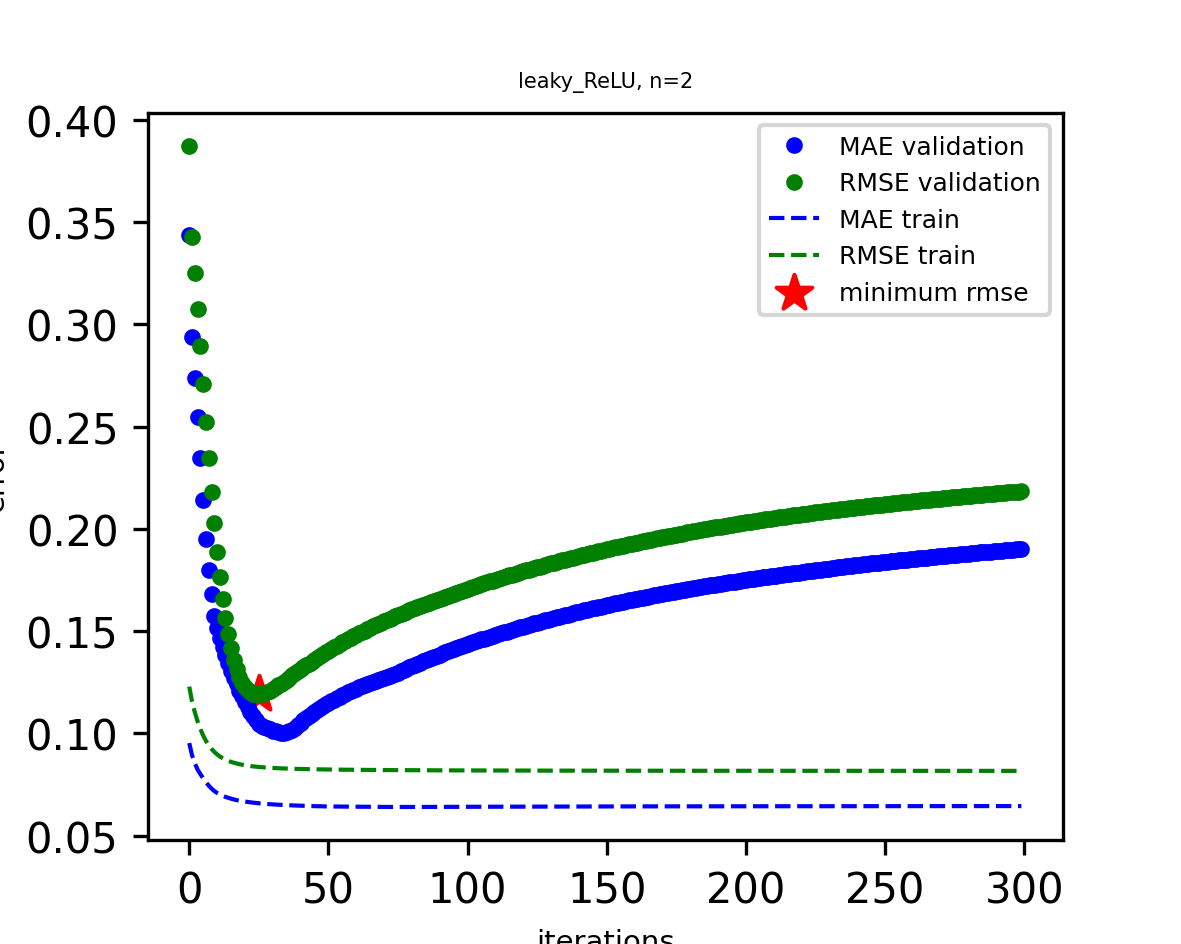 leaky_ReLU, n=2
0.40
0.35
0.30
0.25
0.20
0.15
0.10
0.05
MAE validation
RMSE validation
MAE train
RMSE train
minimum rmse
0 50 100 150 200 250 300
iterations